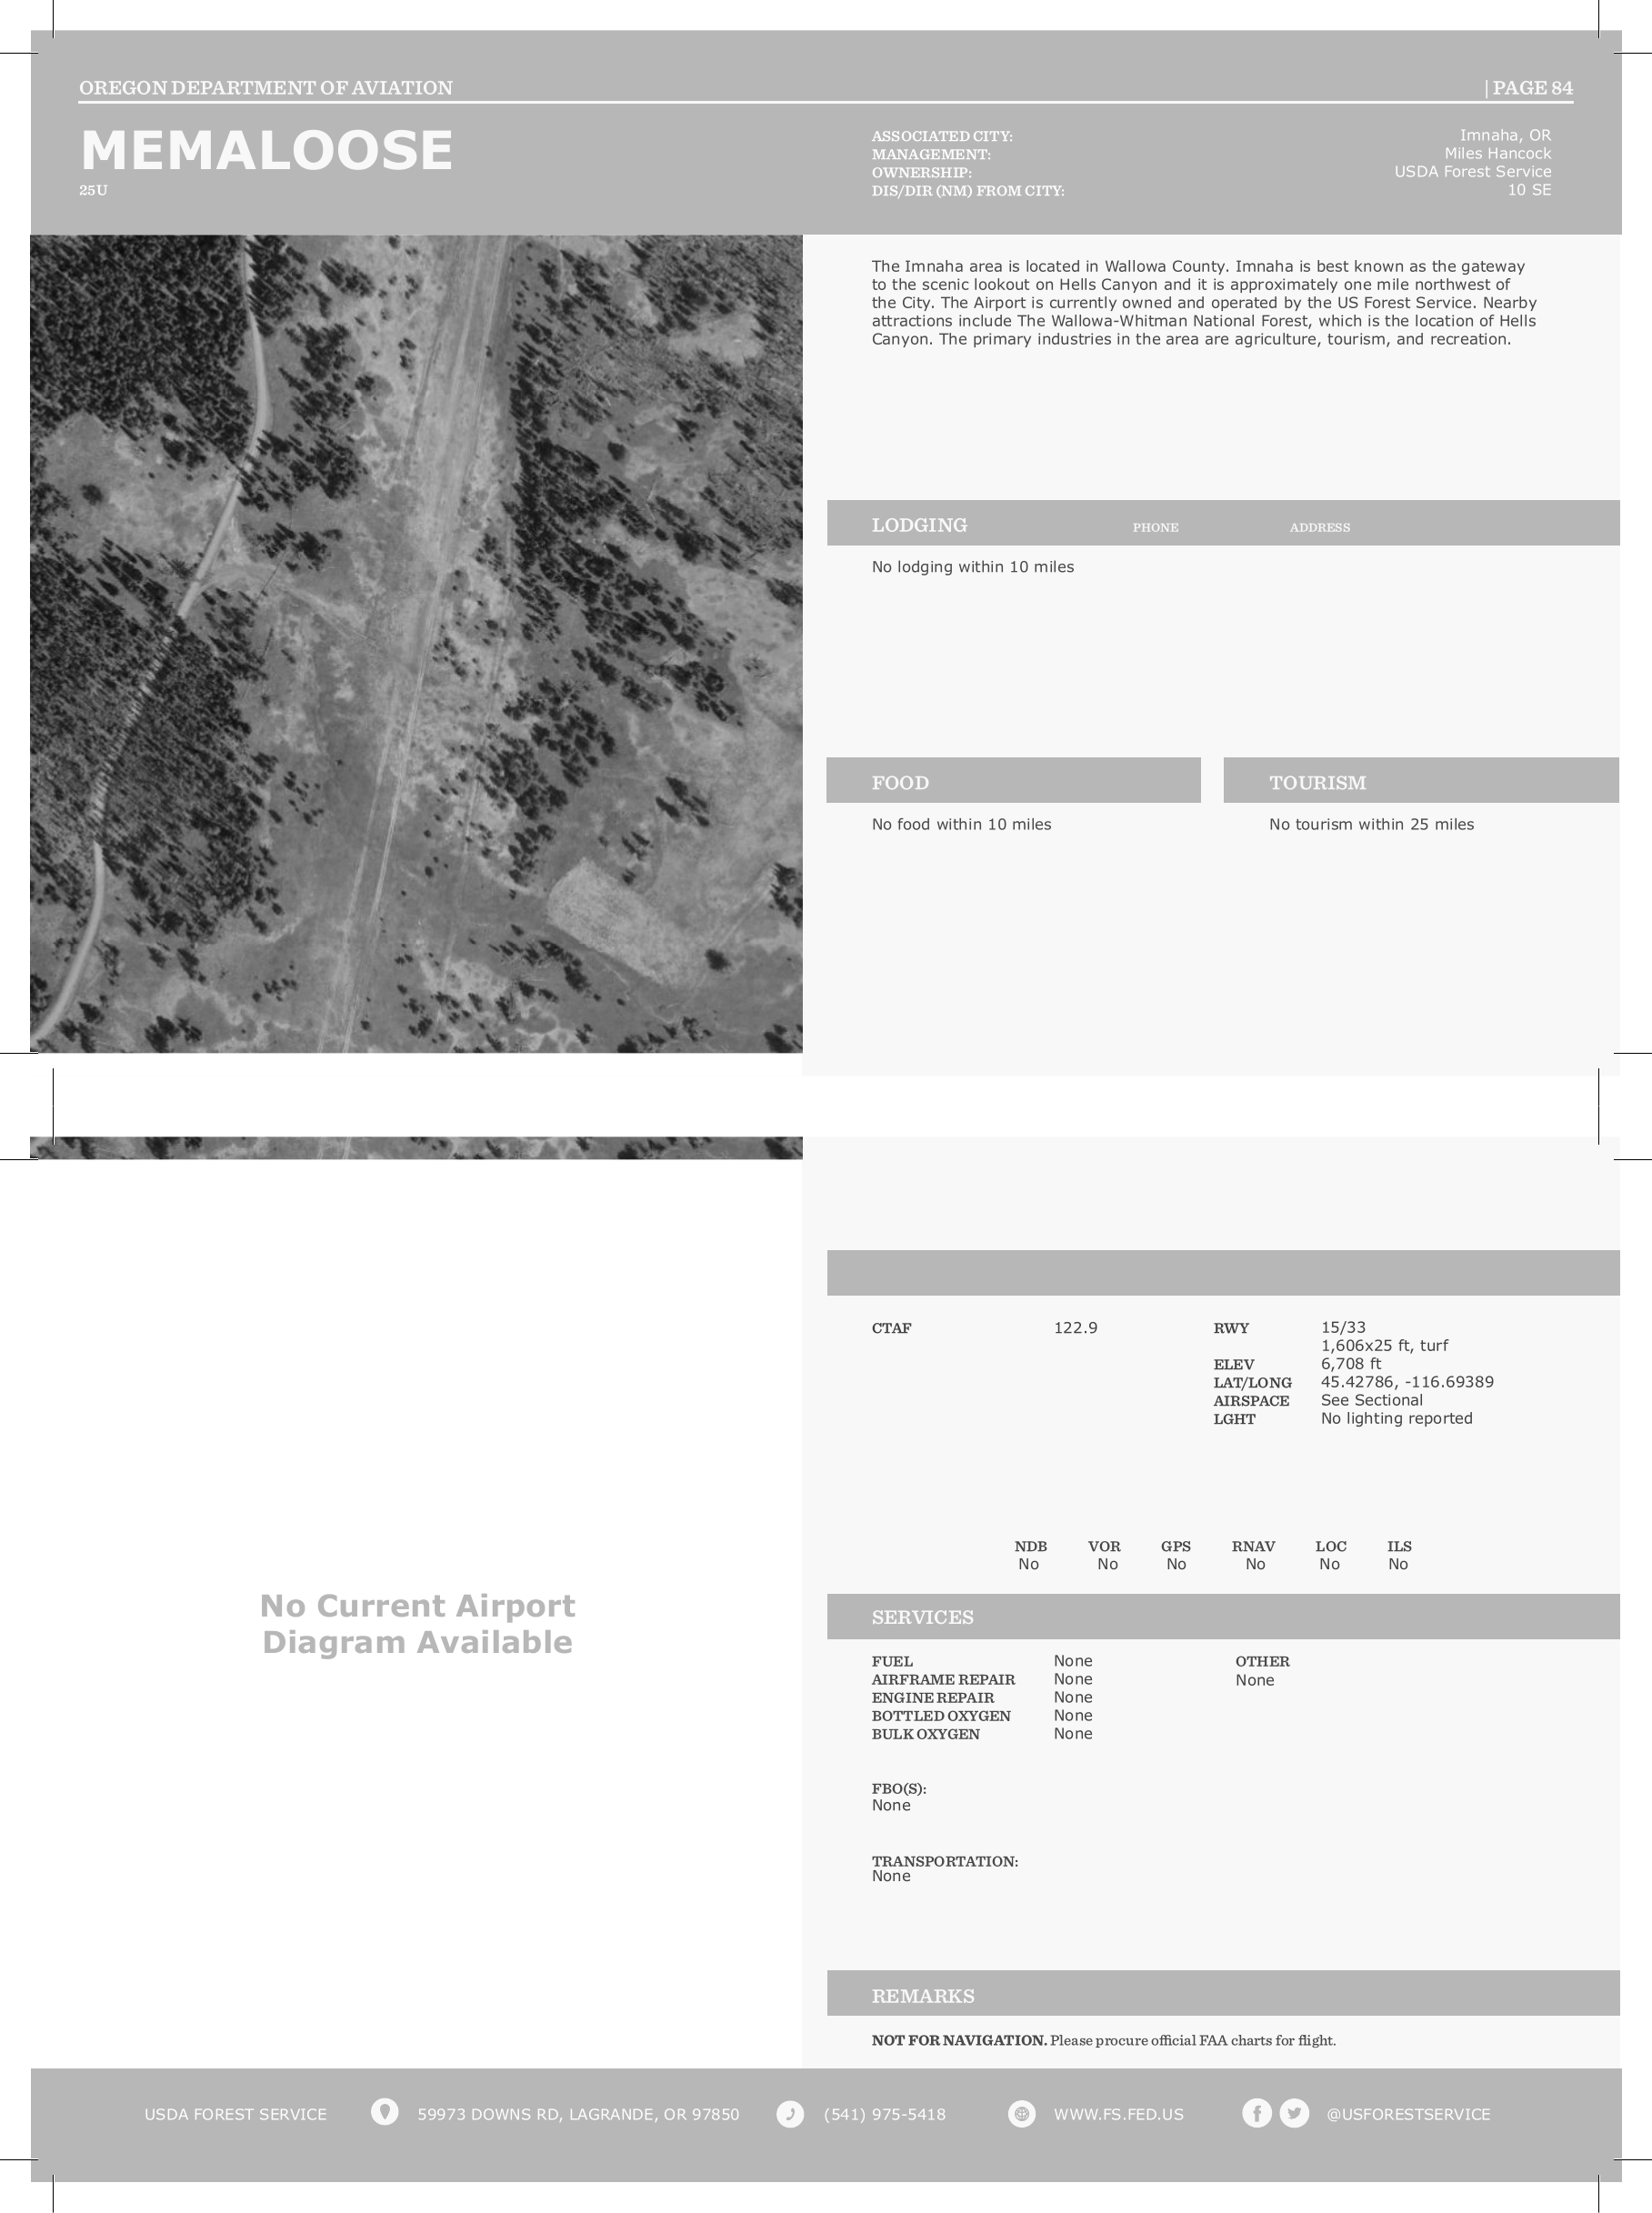 OREGON DEPARTMENT OF AVIATION | PAGE 84
MEMALOOSE
25U
ASSOCIATED CITY: Imnaha, OR
MANAGEMENT: Miles Hancock
OWNERSHIP: USDA Forest Service
DIS/DIR (NM) FROM CITY: 10 SE
The Imnaha area is located in Wallowa County. Imnaha is best known as the gateway
to the scenic lookout on Hells Canyon and it is approximately one mile northwest of
the City. The Airport is currently owned and operated by the US Forest Service. Nearby
attractions include The Wallowa-Whitman National Forest, which is the location of Hells
Canyon. The primary industries in the area are agriculture, tourism, and recreation.
LODGING PHONE ADDRESS
No lodging within 10 miles
FOOD
No food within 10 miles
TOURISM
No tourism within 25 miles
CTAF 122.9
RWY 15/33
1,606x25 ft, turf
ELEV 6,708 ft
LAT/LONG 45.42786, -116.69389
AIRSPACE See Sectional
LGHT No lighting reported
NDB VOR GPS RNAV LOC ILS
No No No No No No
No Current Airport
Diagram Available
SERVICES
FUEL None
AIRFRAME REPAIR None
ENGINE REPAIR None
BOTTLED OXYGEN None
BULK OXYGEN None
OTHER
None
FBO(S):
None
TRANSPORTATION:
None
REMARKS
NOT FOR NAVIGATION. Please procure official FAA charts for flight.
USDA FOREST SERVICE 59973 DOWNS RD, LAGRANDE, OR 97850 (541) 975-5418 WWW.FS.FED.US @USFORESTSERVICE